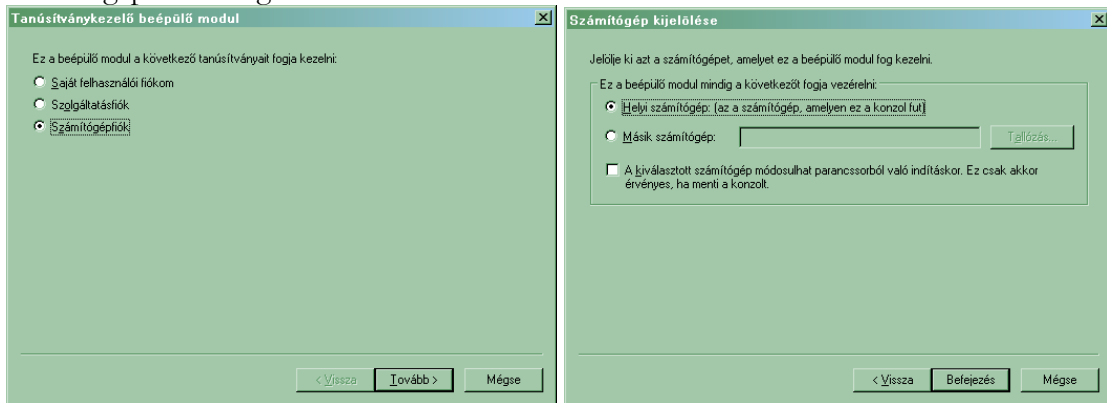 Tanúsítványkezelő beépülő modul
Ez a beépülő modul a következő tanúsítványait fogja kezelni:
Saját felhasználói fiókom
Szolgáltatásfiók
Számítógépfiók
< Vissza
Tovább >
Mégse
Számítógép kijelölése
Jelölje ki azt a számítógépet, amelyet ez a beépülő modul fog kezelni.
Ez a beépülő modul mindig a következőt fogja vezérelni:
Helyi számítógép: (az a számítógép, amelyen ez a konzol fut)
Másik számítógép:
Tallózás...
A kiválasztott számítógép módosulhat parancssorból való indításkor. Ez csak akkor
érvényes, ha menti a konzolt.
< Vissza
Befejezés
Mégse